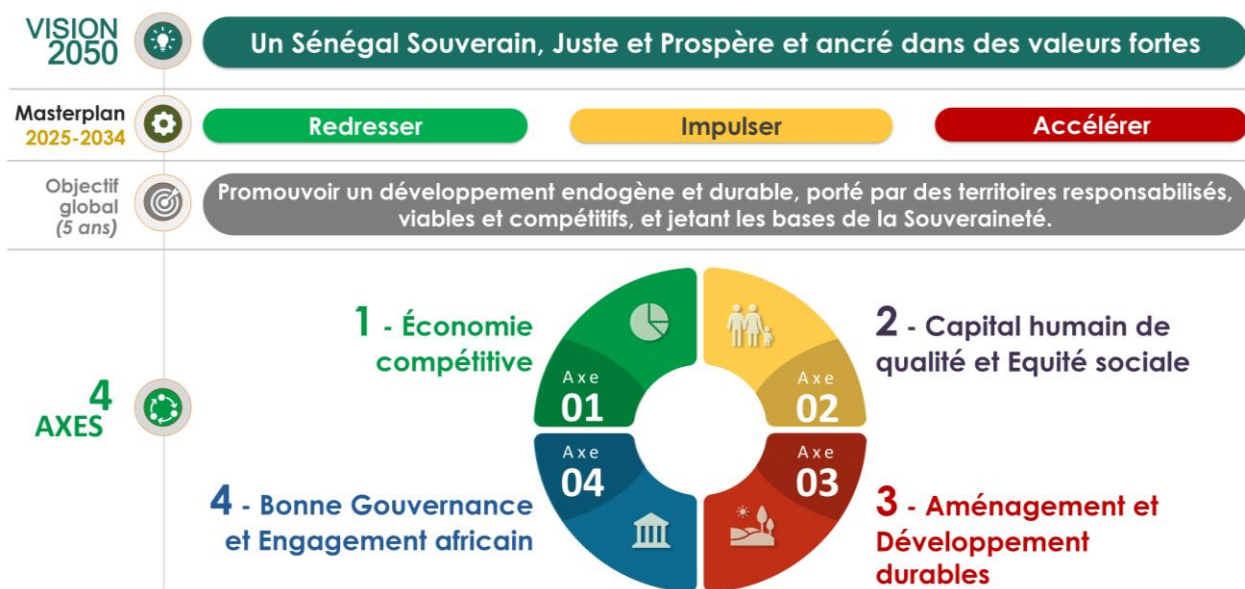 VISION
2050
Un Sénégal Souverain, Juste et Prospère et ancré dans des valeurs fortes
Masterplan
2025-2034
Redresser
Impulser
Accélérer
Objectif
global
(5 ans)
Promouvoir un développement endogène et durable, porté par des territoires responsabilisés,
viables et compétitifs, et jetant les bases de la Souveraineté.
4
AXES
1 - Économie
compétitive
Axe
01
2 - Capital humain de
qualité et Equité sociale
Axe
02
4 - Bonne Gouvernance
et Engagement africain
Axe
04
3 - Aménagement et
Développement
durables
Axe
03